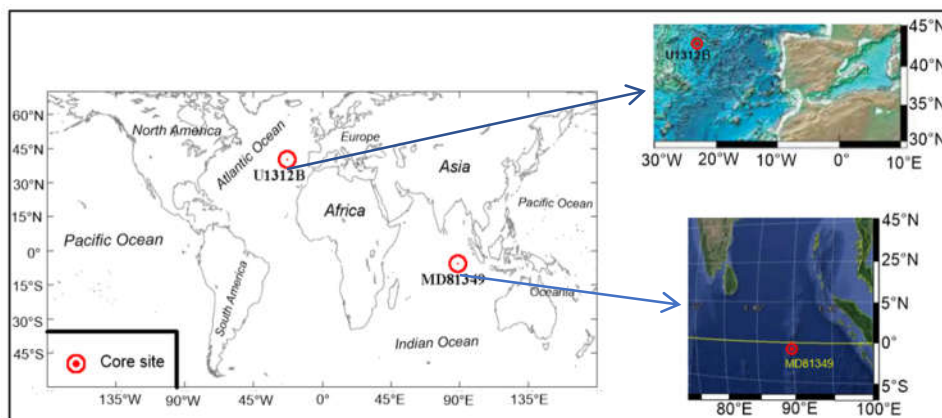 60°N
45°N
30°N
15°N
0°
15°S
30°S
45°S
135°W
90°W
45°W
0°E
45°E
90°E
135°E
North America
Atlantic Ocean
Europe
Asia
U1312B
Africa
Pacific Ocean
Pacific Ocean
South America
MD81349
Oceania
Indian Ocean
Core site
U1312B
45°N
40°N
35°N
30°N
30°W
20°W
10°W
0°
10°E
45°N
25°N
5°N
0°
5°S
MD81349
80°E
90°E
100°E